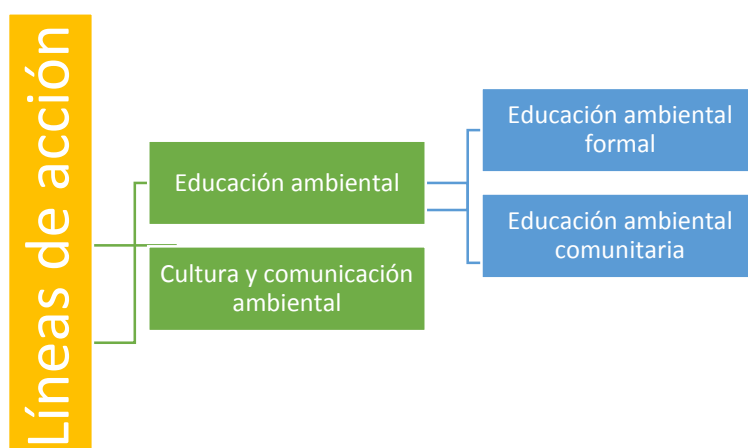 Líneas de acción
Educación ambiental
Cultura y comunicación
ambiental
Educación ambiental
formal
Educación ambiental
comunitaria